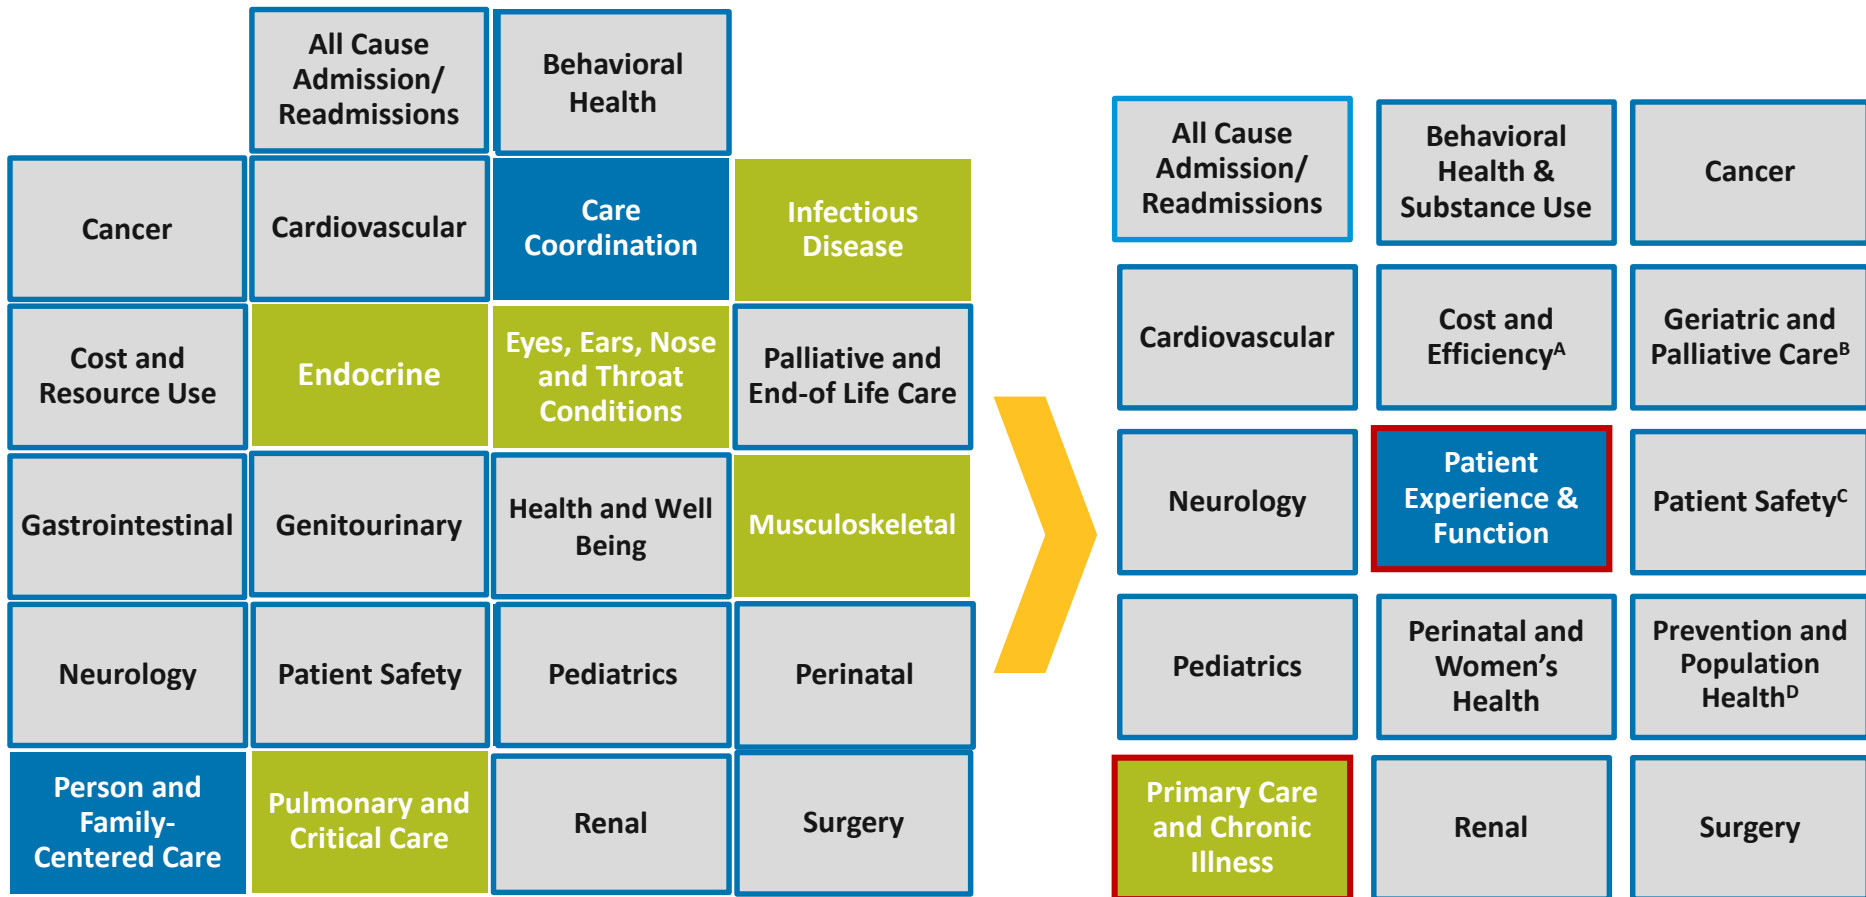 All Cause
Admission/
Readmissions
Behavioral
Health
Cancer
Cardiovascular
Care
Coordination
Infectious
Disease
Cost and
Resource Use
Endocrine
Eyes, Ears, Nose
and Throat
Conditions
Palliative and
End-of Life Care
Gastrointestinal
Genitourinary
Health and Well
Being
Musculoskeletal
Neurology
Patient Safety
Pediatrics
Perinatal
Person and
Family-
Centered Care
Pulmonary and
Critical Care
Renal
Surgery
All Cause
Admission/
Readmissions
Behavioral
Health &
Substance Use
Cancer
Cardiovascular
Cost and
Efficiencyᴬ
Geriatric and
Palliative Careᴮ
Neurology
Patient
Experience &
Function
Patient Safetyᶜ
Pediatrics
Perinatal and
Women’s
Health
Prevention and
Population
Healthᴰ
Primary Care
and Chronic
Illness
Renal
Surgery